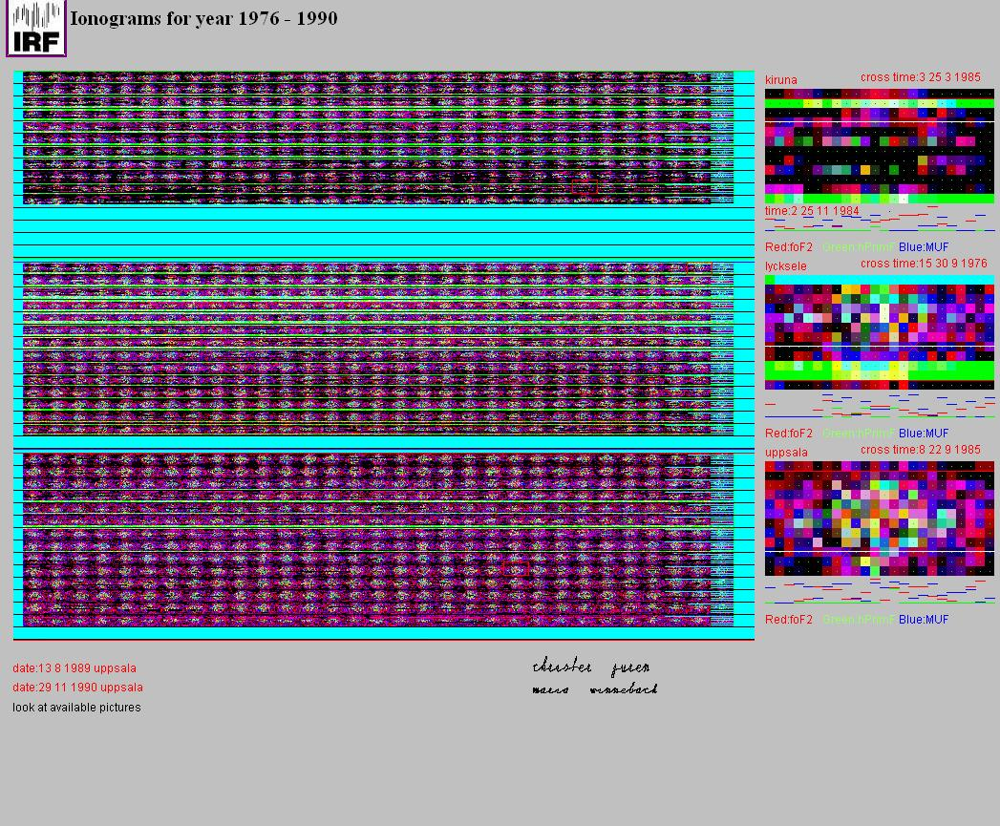 IRF
Ionograms for year 1976 - 1990
kiruna cross time:3 25 3 1985
time:2 25 11 1984
Red:foF2 Green:hPrimF Blue:MUF
lycksele cross time:15 30 9 1976
Red:foF2 Green:hPrimF Blue:MUF
uppsala cross time:8 22 9 1985
Red:foF2 Green:hPrimF Blue:MUF
date:13 8 1989 uppsala
date:29 11 1990 uppsala
look at available pictures
christer juren
maria winneback